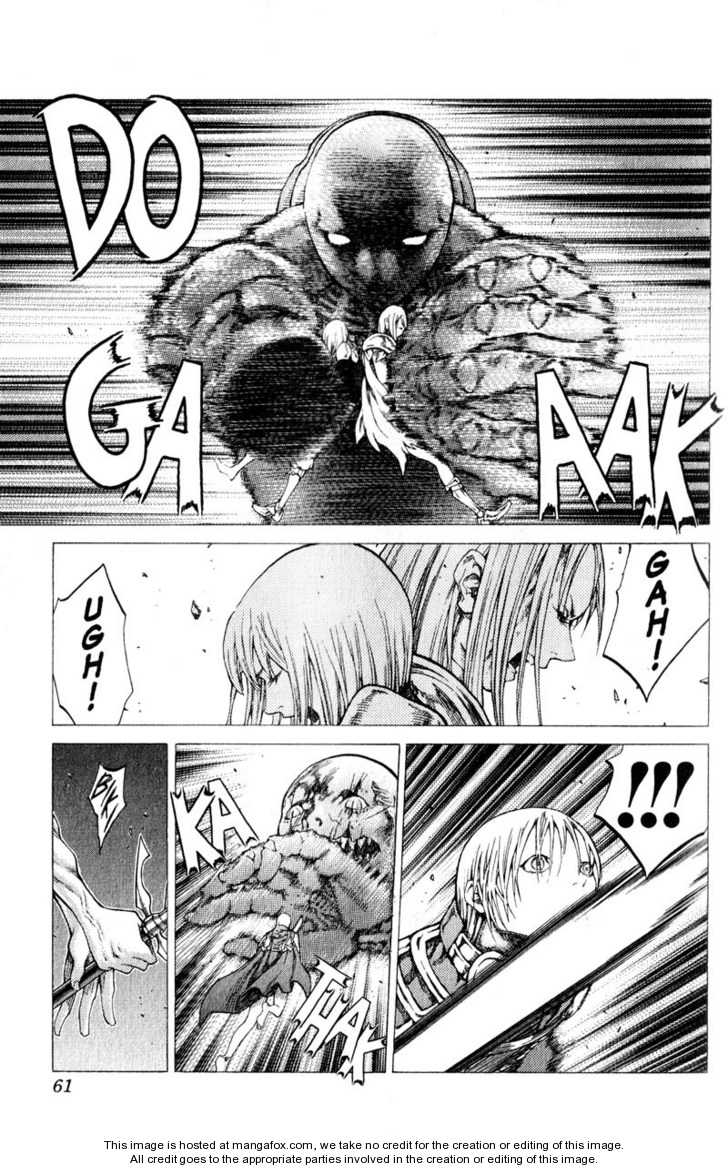 DO
GA
AAK
UGH!
GAH!
KA
THAK
!!!
61
This image is hosted at mangafox.com, we take no credit for the creation or editing of this image.
All credit goes to the appropriate parties involved in the creation or editing of this image.